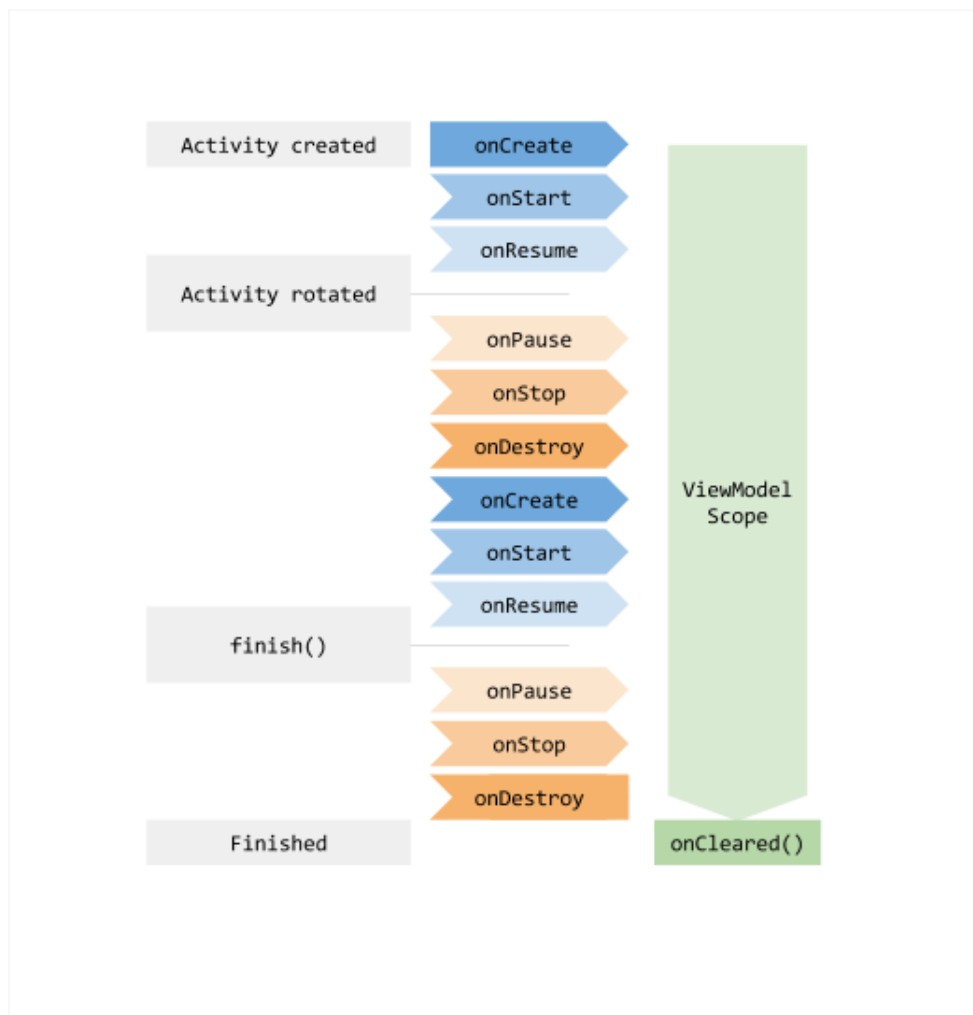 Activity created
onCreate
onStart
onResume
Activity rotated
onPause
onStop
onDestroy
onCreate
ViewModel
Scope
onStart
onResume
finish()
onPause
onStop
onDestroy
Finished
onCleared()